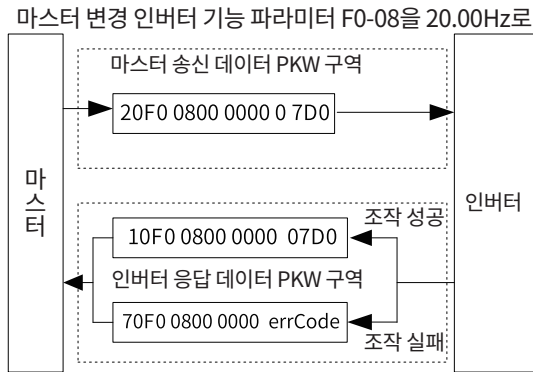 마스터 변경 인버터 기능 파라미터 F0-08을 20.00Hz로
마스터 송신 데이터 PKW 구역
20F0 0800 0000 0 7D0
마스터
인버터
조작 성공
10F0 0800 0000 07D0
인버터 응답 데이터 PKW 구역
70F0 0800 0000 errCode
조작 실패